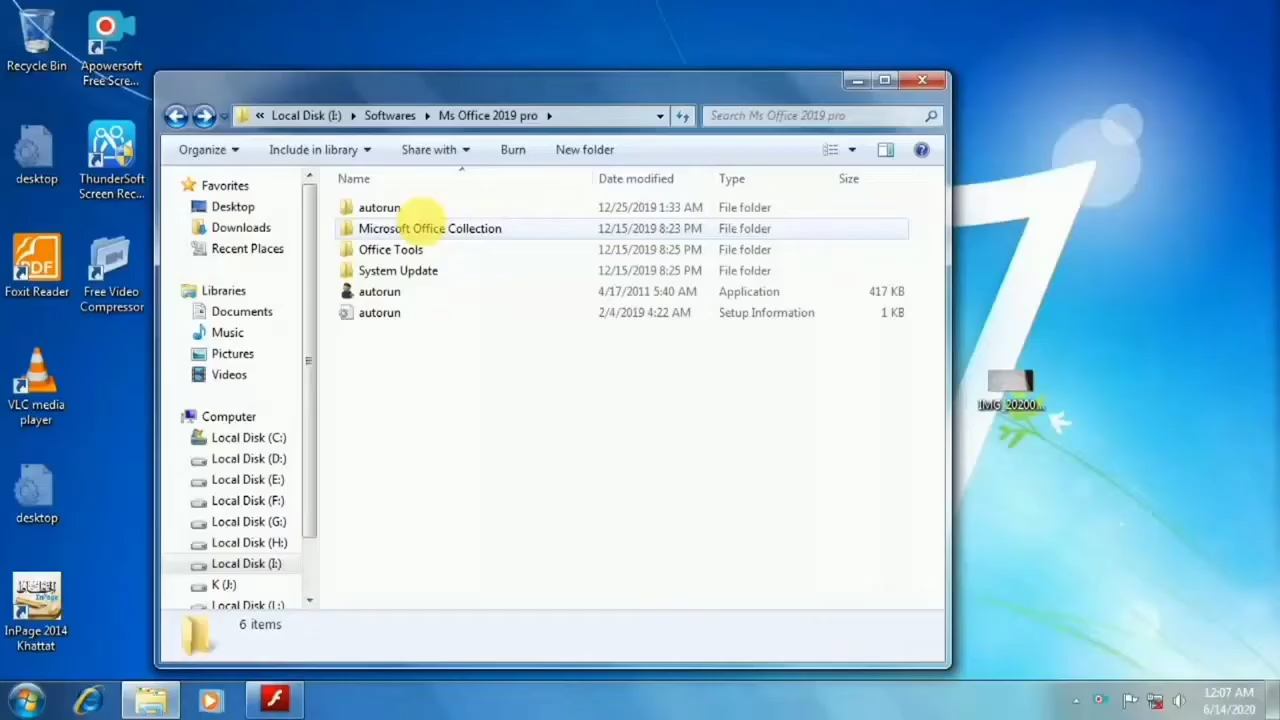 Recycle Bin
Apowersoft
Free Scre...
desktop
ThunderSoft
Screen Rec...
PDF
Foxit Reader
Free Video
Compressor
VLC media
player
desktop
InPage
InPage 2014
Khattat
« Local Disk (I:) Softwares Ms Office 2019 pro
Search Ms Office 2019 pro
Organize Include in library Share with Burn New folder
Favorites
Desktop
Downloads
Recent Places
Libraries
Documents
Music
Pictures
Videos
Computer
Local Disk (C:)
Local Disk (D:)
Local Disk (E:)
Local Disk (F:)
Local Disk (G:)
Local Disk (H:)
Local Disk (I:)
K (J:)
Local Disk (L:)
Name Date modified Type Size
autorun 12/25/2019 1:33 AM File folder
Microsoft Office Collection 12/15/2019 8:23 PM File folder
Office Tools 12/15/2019 8:25 PM File folder
System Update 12/15/2019 8:25 PM File folder
autorun 4/17/2011 5:40 AM Application 417 KB
autorun 2/4/2019 4:22 AM Setup Information 1 KB
6 items
IMG_20200...
12:07 AM
6/14/2020